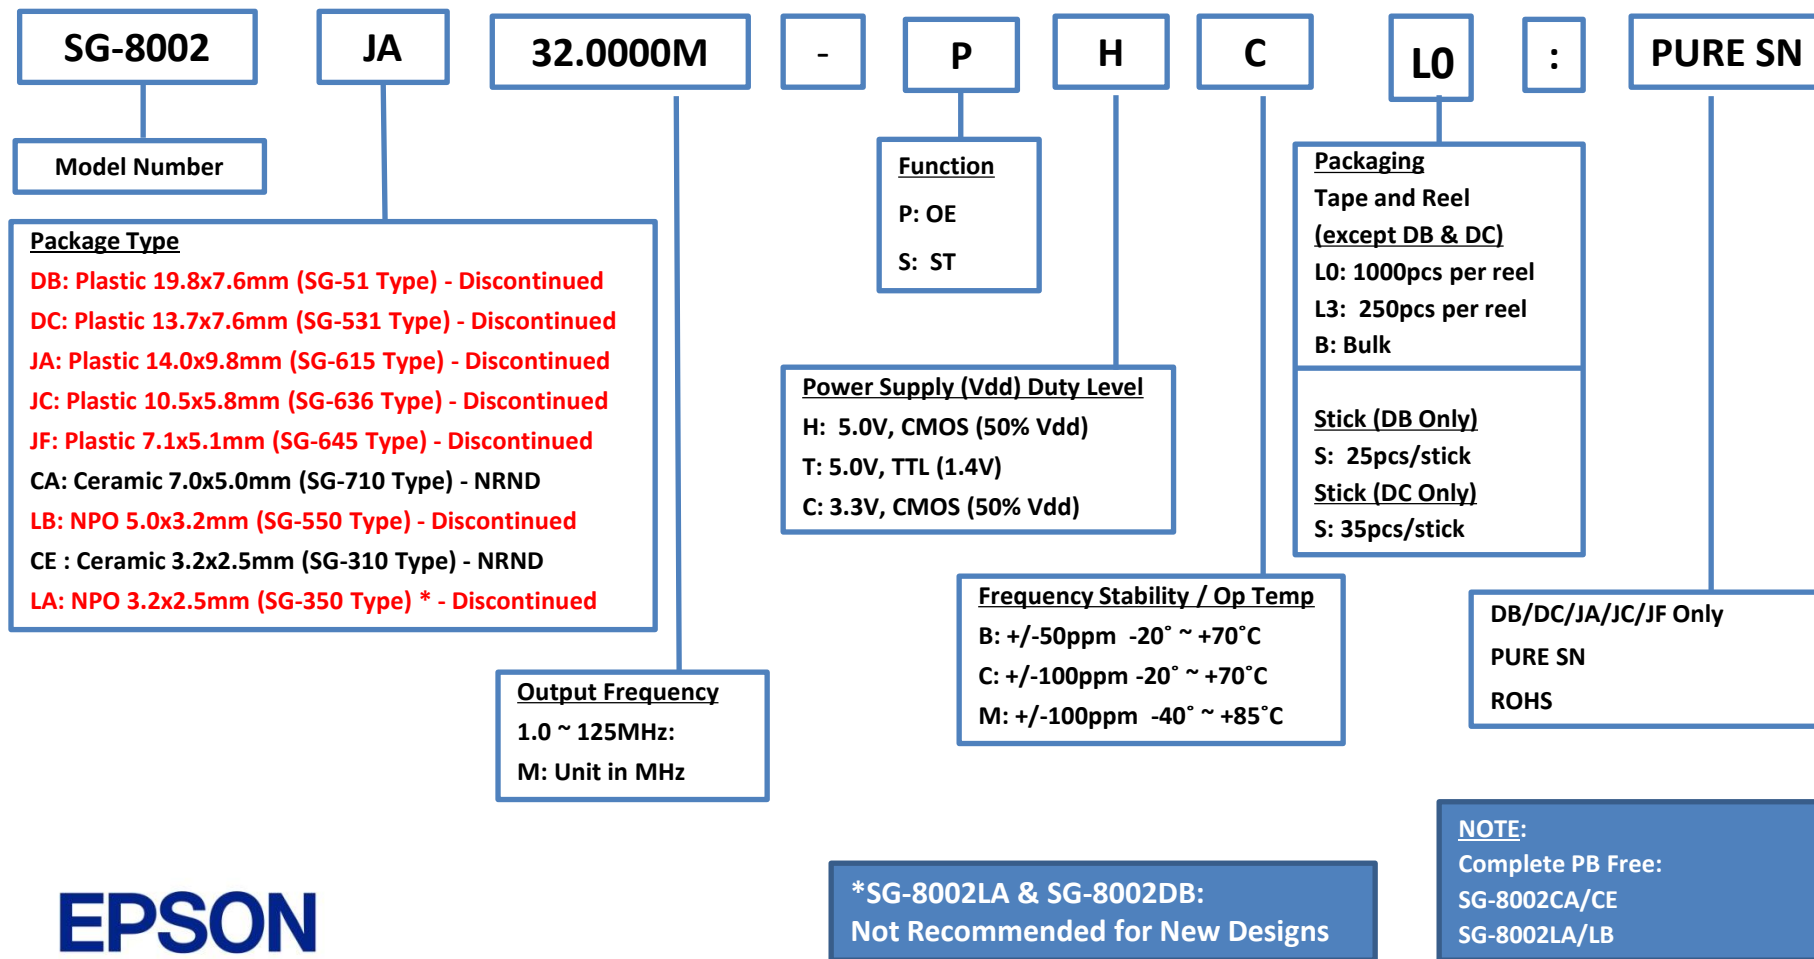 SG-8002 JA 32.0000M - P H C L0 : PURE SN
Model Number
Package Type
DB: Plastic 19.8x7.6mm (SG-51 Type) - Discontinued
DC: Plastic 13.7x7.6mm (SG-531 Type) - Discontinued
JA: Plastic 14.0x9.8mm (SG-615 Type) - Discontinued
JC: Plastic 10.5x5.8mm (SG-636 Type) - Discontinued
JF: Plastic 7.1x5.1mm (SG-645 Type) - Discontinued
CA: Ceramic 7.0x5.0mm (SG-710 Type) - NRND
LB: NPO 5.0x3.2mm (SG-550 Type) - Discontinued
CE : Ceramic 3.2x2.5mm (SG-310 Type) - NRND
LA: NPO 3.2x2.5mm (SG-350 Type) * - Discontinued
Output Frequency
1.0 ~ 125MHz:
M: Unit in MHz
Function
P: OE
S: ST
Power Supply (Vdd) Duty Level
H: 5.0V, CMOS (50% Vdd)
T: 5.0V, TTL (1.4V)
C: 3.3V, CMOS (50% Vdd)
Frequency Stability / Op Temp
B: +/-50ppm -20˚ ~ +70˚C
C: +/-100ppm -20˚ ~ +70˚C
M: +/-100ppm -40˚ ~ +85˚C
Packaging
Tape and Reel
(except DB & DC)
L0: 1000pcs per reel
L3: 250pcs per reel
B: Bulk
Stick (DB Only)
S: 25pcs/stick
Stick (DC Only)
S: 35pcs/stick
DB/DC/JA/JC/JF Only
PURE SN
ROHS
EPSON
*SG-8002LA & SG-8002DB:
Not Recommended for New Designs
NOTE:
Complete PB Free:
SG-8002CA/CE
SG-8002LA/LB